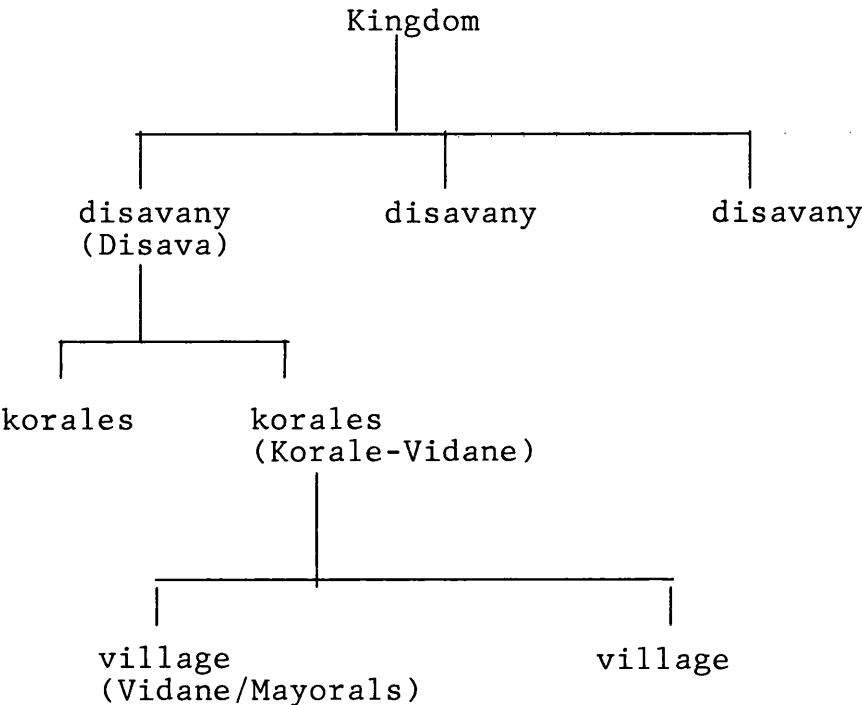 Kingdom
disavany disavany disavany
(Disava)
korales korales
(Korale-Vidane)
village village
(Vidane/Mayorals)